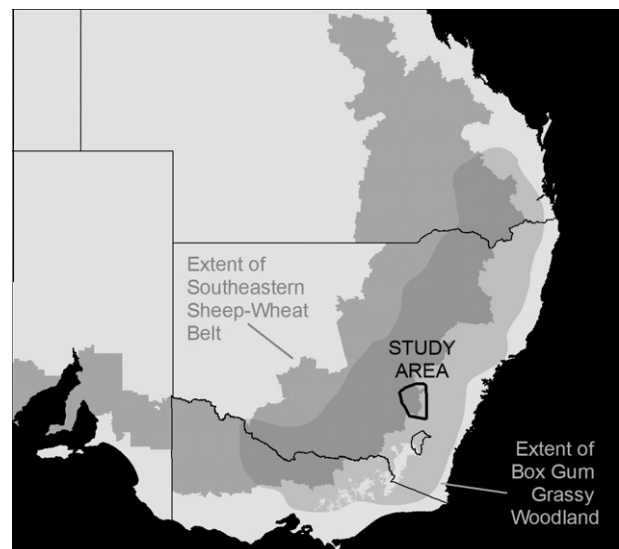 Extent of
Southeastern
Sheep-Wheat
Belt
STUDY
AREA
Extent of
Box Gum
Grassy
Woodland